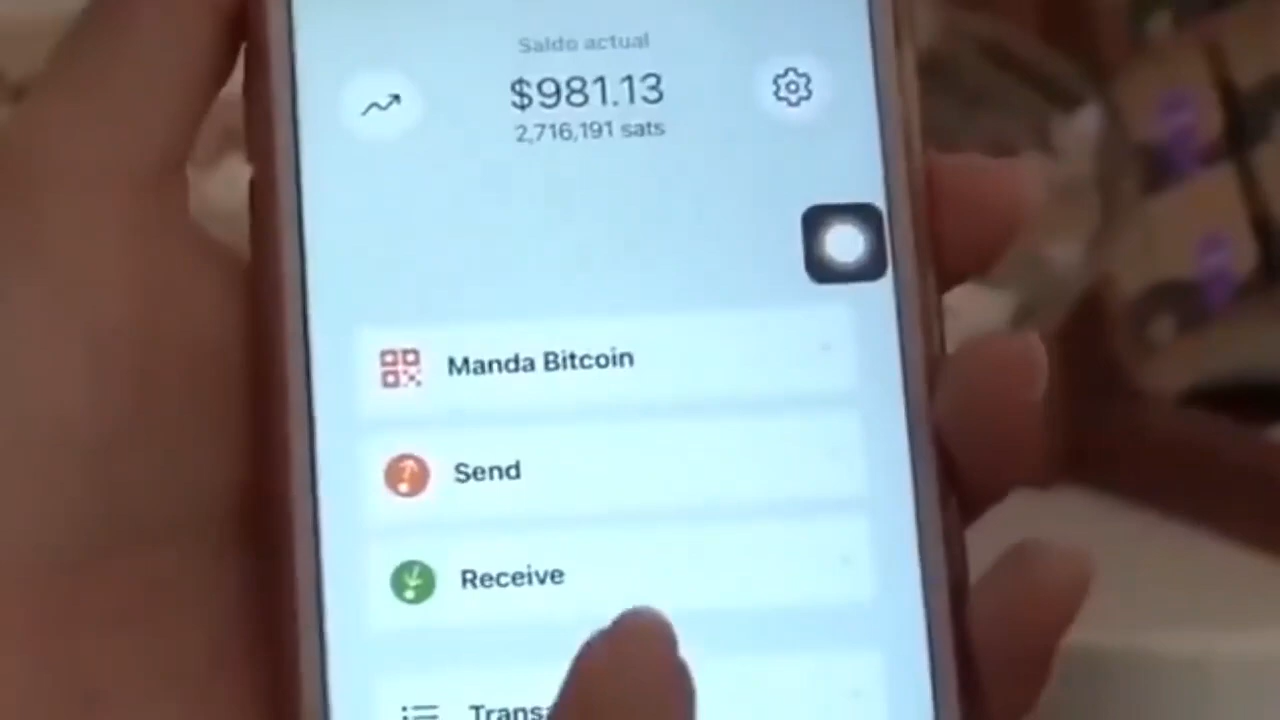 Saldo actual
$981.13
2,716,191 sats
Manda Bitcoin
Send
Receive